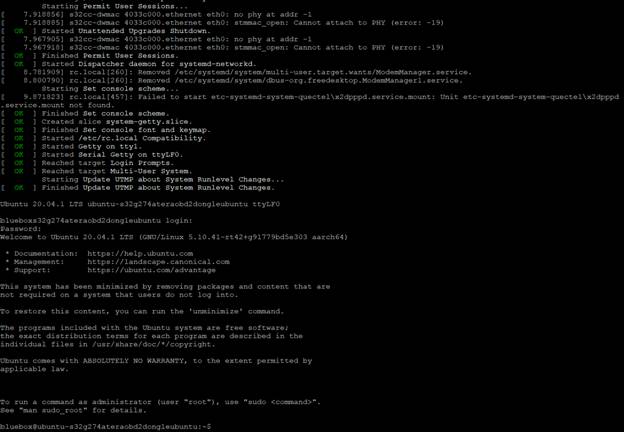 Starting Permit User Sessions...
[    7.918856] s32cc-dwmac 4033c000.ethernet eth0: no phy at addr -1
[    7.918885] s32cc-dwmac 4033c000.ethernet eth0: stmmac_open: Cannot attach to PHY (error: -19)
[  OK  ] Started Unattended Upgrades Shutdown.
[    7.967905] s32cc-dwmac 4033c000.ethernet eth0: no phy at addr -1
[    7.967918] s32cc-dwmac 4033c000.ethernet eth0: stmmac_open: Cannot attach to PHY (error: -19)
[  OK  ] Finished Permit User Sessions.
[  OK  ] Started Dispatcher daemon for systemd-networkd.
[    8.781909] rc.local[260]: Removed /etc/systemd/system/multi-user.target.wants/ModemManager.service.
[    8.800790] rc.local[260]: Removed /etc/systemd/system/dbus-org.freedesktop.ModemManager1.service.
Starting Set console scheme...
[    9.871823] rc.local[457]: Failed to start etc-systemd-system-quectel\x2dpppd.service.mount: Unit etc-systemd-system-quectel\x2dpppd
.service.mount not found.
[  OK  ] Finished Set console scheme.
[  OK  ] Created slice system-getty.slice.
[  OK  ] Finished Set console font and keymap.
[  OK  ] Started /etc/rc.local Compatibility.
[  OK  ] Started Getty on tty1.
[  OK  ] Started Serial Getty on ttyLF0.
[  OK  ] Reached target Login Prompts.
[  OK  ] Reached target Multi-User System.
Starting Update UTMP about System Runlevel Changes...
[  OK  ] Finished Update UTMP about System Runlevel Changes.
Ubuntu 20.04.1 LTS ubuntu-s32g274ateraobd2dongleubuntu ttyLF0
blueboxs32g274ateraobd2dongleubuntu login:
Password:
Welcome to Ubuntu 20.04.1 LTS (GNU/Linux 5.10.41-rt42+g91779bd5e303 aarch64)
* Documentation:  https://help.ubuntu.com
* Management:     https://landscape.canonical.com
* Support:        https://ubuntu.com/advantage
This system has been minimized by removing packages and content that are
not required on a system that users do not log into.
To restore this content, you can run the 'unminimize' command.
The programs included with the Ubuntu system are free software;
the exact distribution terms for each program are described in the
individual files in /usr/share/doc/*/copyright.
Ubuntu comes with ABSOLUTELY NO WARRANTY, to the extent permitted by
applicable law.
To run a command as administrator (user "root"), use "sudo <command>".
See "man sudo_root" for details.
bluebox@ubuntu-s32g274ateraobd2dongleubuntu:~$